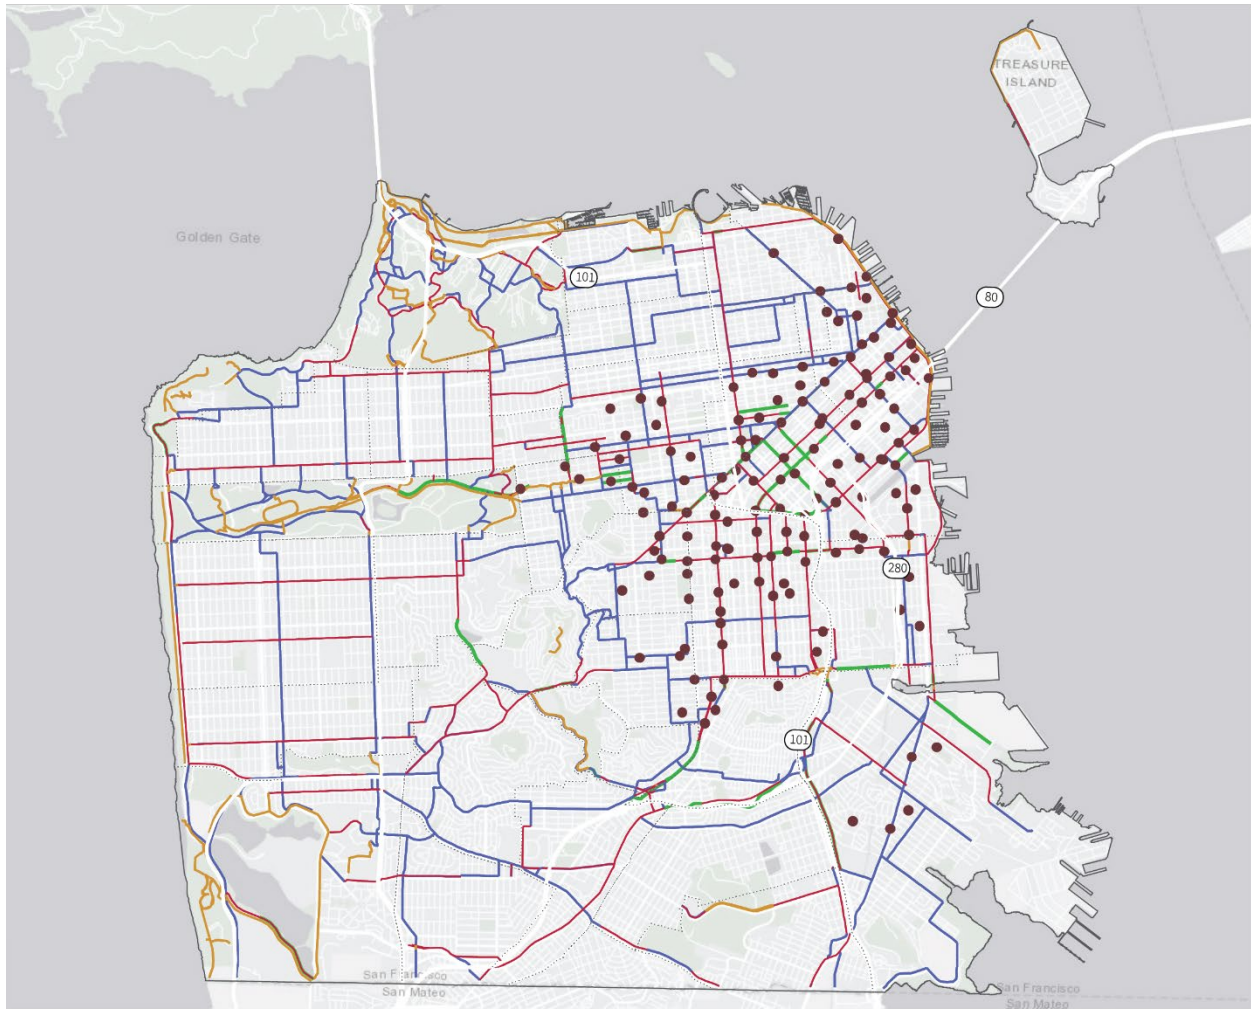 TREASURE
ISLAND
Golden Gate
101
80
280
101
San Francisco
San Mateo
San Francisco
San Mateo